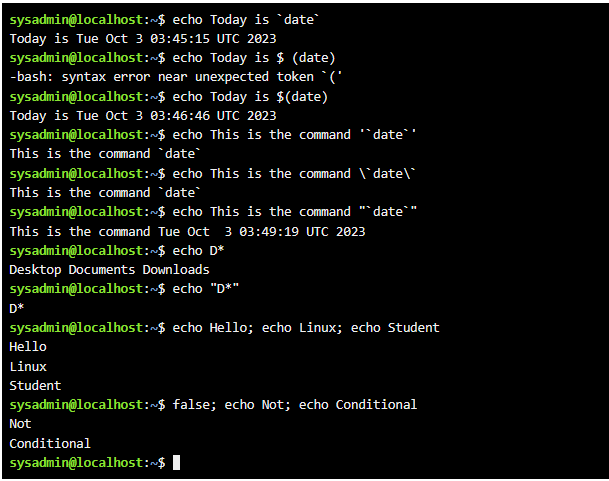 sysadmin@localhost:~$ echo Today is `date`
Today is Tue Oct 3 03:45:15 UTC 2023
sysadmin@localhost:~$ echo Today is $ (date)
-bash: syntax error near unexpected token `('
sysadmin@localhost:~$ echo Today is $(date)
Today is Tue Oct 3 03:46:46 UTC 2023
sysadmin@localhost:~$ echo This is the command '`date`'
This is the command `date`
sysadmin@localhost:~$ echo This is the command \`date\`
This is the command `date`
sysadmin@localhost:~$ echo This is the command "`date`"
This is the command Tue Oct  3 03:49:19 UTC 2023
sysadmin@localhost:~$ echo D*
Desktop Documents Downloads
sysadmin@localhost:~$ echo "D*"
D*
sysadmin@localhost:~$ echo Hello; echo Linux; echo Student
Hello
Linux
Student
sysadmin@localhost:~$ false; echo Not; echo Conditional
Not
Conditional
sysadmin@localhost:~$